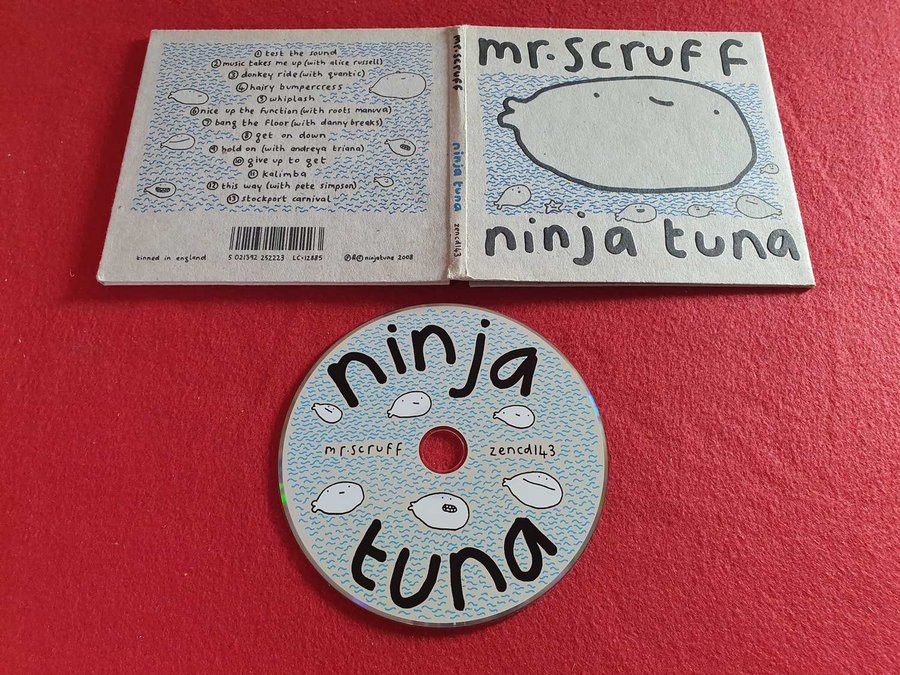 ① test the sound
② music takes me up (with alice russell)
③ donkey ride (with quantic)
④ hairy bumpercress
⑤ whiplash
⑥ nice up the function (with roots manuva)
⑦ bang the floor (with danny breaks)
⑧ get on down
⑨ hold on (with andreya triana)
⑩ give up to get
⑪ kalimba
⑫ this way (with pete simpson)
⑬ stockport carnival
tinned in england
5 021392 252223 LC-12885
Ⓟ&© ninjatune 2008
mr.scruff
ninja tuna
zencd143
mr.scruff
ninja tuna
ninja
mr.scruff
zencd143
tuna